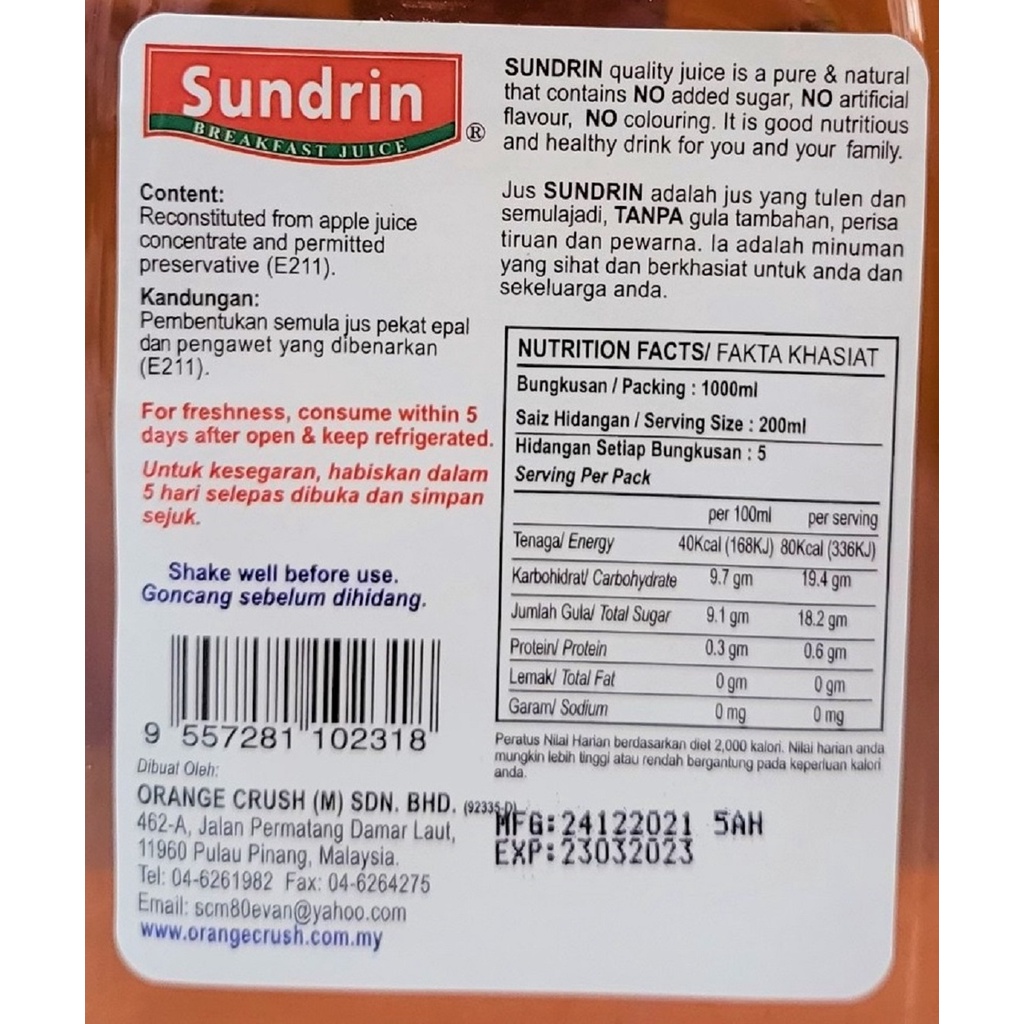 Sundrin
BREAKFAST JUICE
®
Content:
Reconstituted from apple juice
concentrate and permitted
preservative (E211).
Kandungan:
Pembentukan semula jus pekat epal
dan pengawet yang dibenarkan
(E211).
For freshness, consume within 5
days after open & keep refrigerated.
Untuk kesegaran, habiskan dalam
5 hari selepas dibuka dan simpan
sejuk.
Shake well before use.
Goncang sebelum dihidang.
9 557281 102318
Dibuat Oleh:
ORANGE CRUSH (M) SDN. BHD. (92335-D)
462-A, Jalan Permatang Damar Laut,
11960 Pulau Pinang, Malaysia.
Tel: 04-6261982 Fax: 04-6264275
Email: scm80evan@yahoo.com
www.orangecrush.com.my
SUNDRIN quality juice is a pure & natural
that contains NO added sugar, NO artificial
flavour, NO colouring. It is good nutritious
and healthy drink for you and your family.
Jus SUNDRIN adalah jus yang tulen dan
semulajadi, TANPA gula tambahan, perisa
tiruan dan pewarna. Ia adalah minuman
yang sihat dan berkhasiat untuk anda dan
sekeluarga anda.
NUTRITION FACTS/ FAKTA KHASIAT
Bungkusan / Packing : 1000ml
Saiz Hidangan / Serving Size : 200ml
Hidangan Setiap Bungkusan : 5
Serving Per Pack
per 100ml per serving
Tenaga/ Energy 40Kcal (168KJ) 80Kcal (336KJ)
Karbohidrat/ Carbohydrate 9.7 gm 19.4 gm
Jumlah Gula/ Total Sugar 9.1 gm 18.2 gm
Protein/ Protein 0.3 gm 0.6 gm
Lemak/ Total Fat 0 gm 0 gm
Garam/ Sodium 0 mg 0 mg
Peratus Nilai Harian berdasarkan diet 2,000 kalori. Nilai harian anda
mungkin lebih tinggi atau rendah bergantung pada keperluan kalori
anda.
MFG:24122021 5AH
EXP:23032023